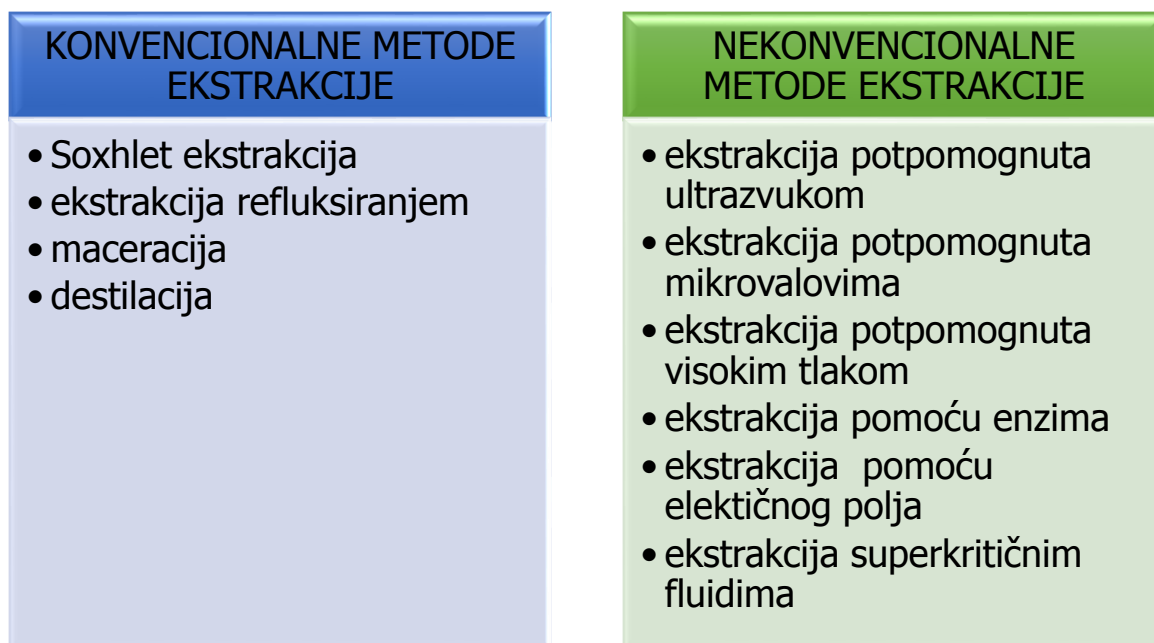 KONVENCIONALNE METODE
EKSTRAKCIJE
• Soxhlet ekstrakcija
• ekstrakcija refluksiranjem
• maceracija
• destilacija
NEKONVENCIONALNE
METODE EKSTRAKCIJE
• ekstrakcija potpomognuta
ultrazvukom
• ekstrakcija potpomognuta
mikrovalovima
• ekstrakcija potpomognuta
visokim tlakom
• ekstrakcija pomoću enzima
• ekstrakcija  pomoću
elektičnog polja
• ekstrakcija superkritičnim
fluidima